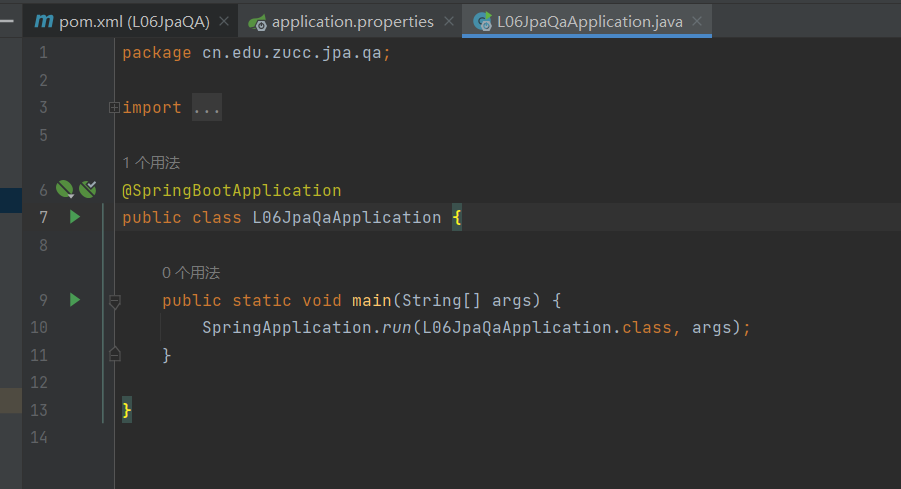 pom.xml (L06JpaQA) application.properties L06JpaQaApplication.java
1 package cn.edu.zucc.jpa.qa;
2
3 import ...
5
1 个用法
6 @SpringBootApplication
7 public class L06JpaQaApplication {
8
0 个用法
9 public static void main(String[] args) {
10 SpringApplication.run(L06JpaQaApplication.class, args);
11 }
12
13 }
14